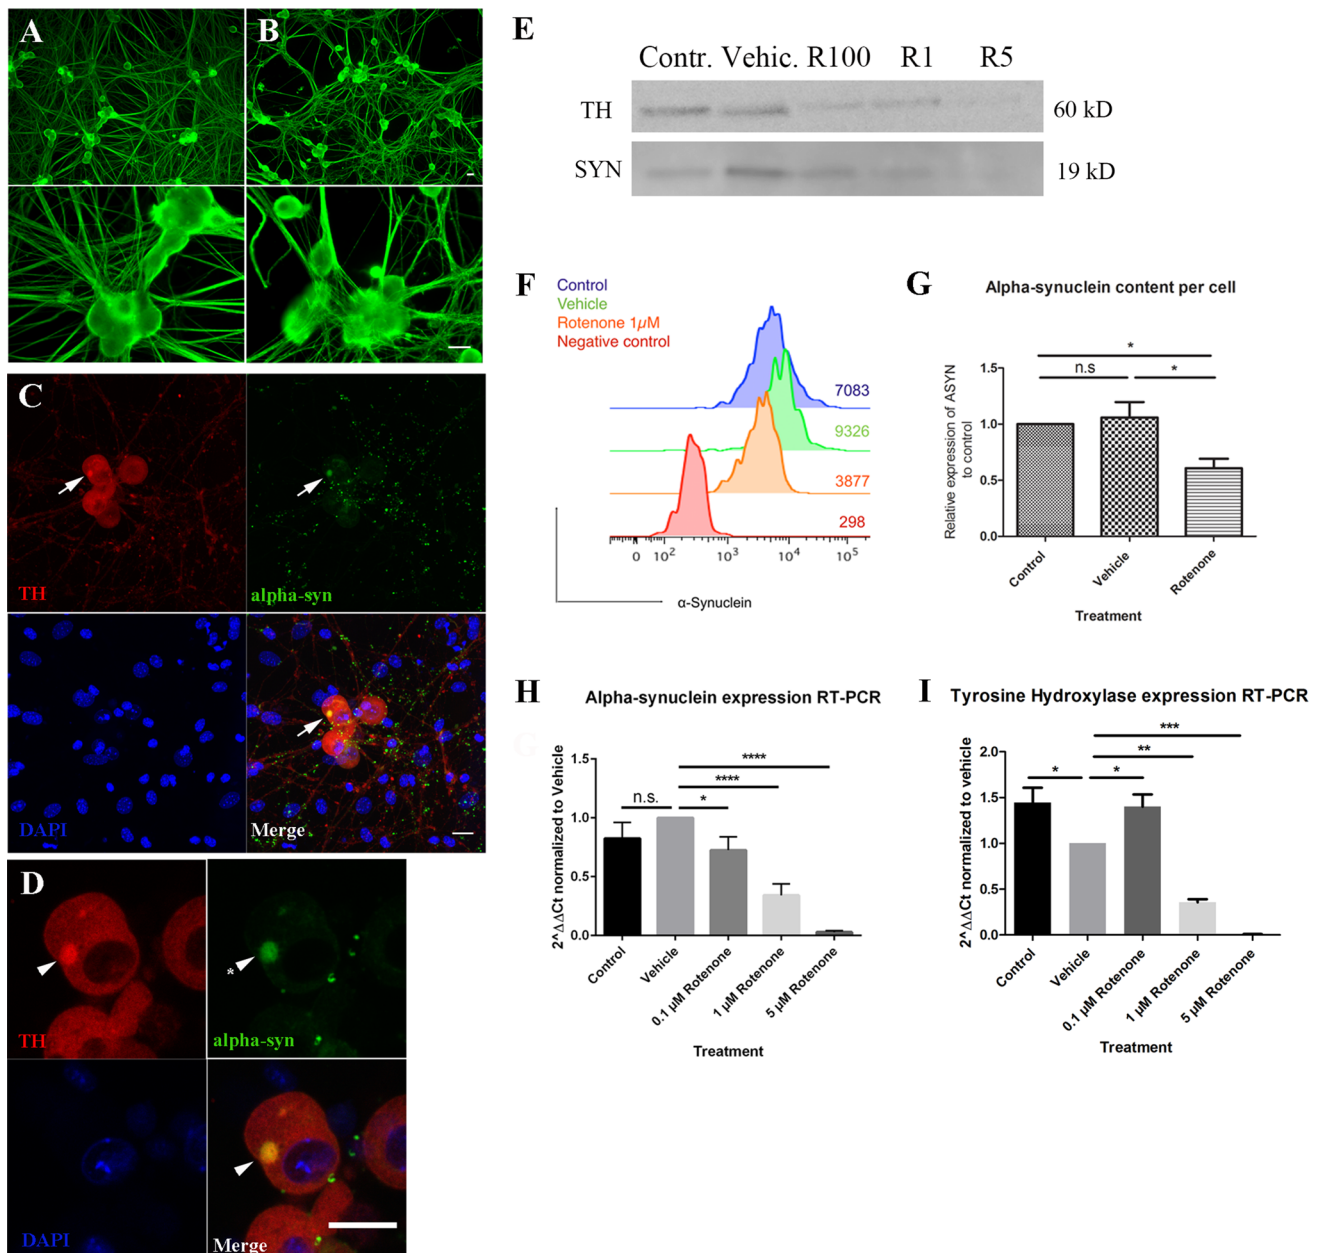 A
B
C
TH
alpha-syn
DAPI
Merge
D
TH
alpha-syn
*
DAPI
Merge
E
Contr. Vehic. R100 R1 R5
TH 60 kD
SYN 19 kD
F
Control
Vehicle
Rotenone 1µM
Negative control
7083
9326
3877
298
0 10² 10³ 10⁴ 10⁵
α-Synuclein
G
Alpha-synuclein content per cell
Relative expression of ASYN
to control
1.5
1.0
0.5
0.0
*
n.s
*
Control
Vehicle
Rotenone
Treatment
H
Alpha-synuclein expression RT-PCR
2^ΔΔCt normalized to Vehicle
1.5
1.0
0.5
0.0
****
****
n.s.
*
Control
Vehicle
0.1 µM Rotenone
1 µM Rotenone
5 µM Rotenone
Treatment
I
Tyrosine Hydroxylase expression RT-PCR
2^ΔΔCt normalized to vehicle
2.0
1.5
1.0
0.5
0.0
***
**
*
*
Control
Vehicle
0.1 µM Rotenone
1 µM Rotenone
5 µM Rotenone
Treatment